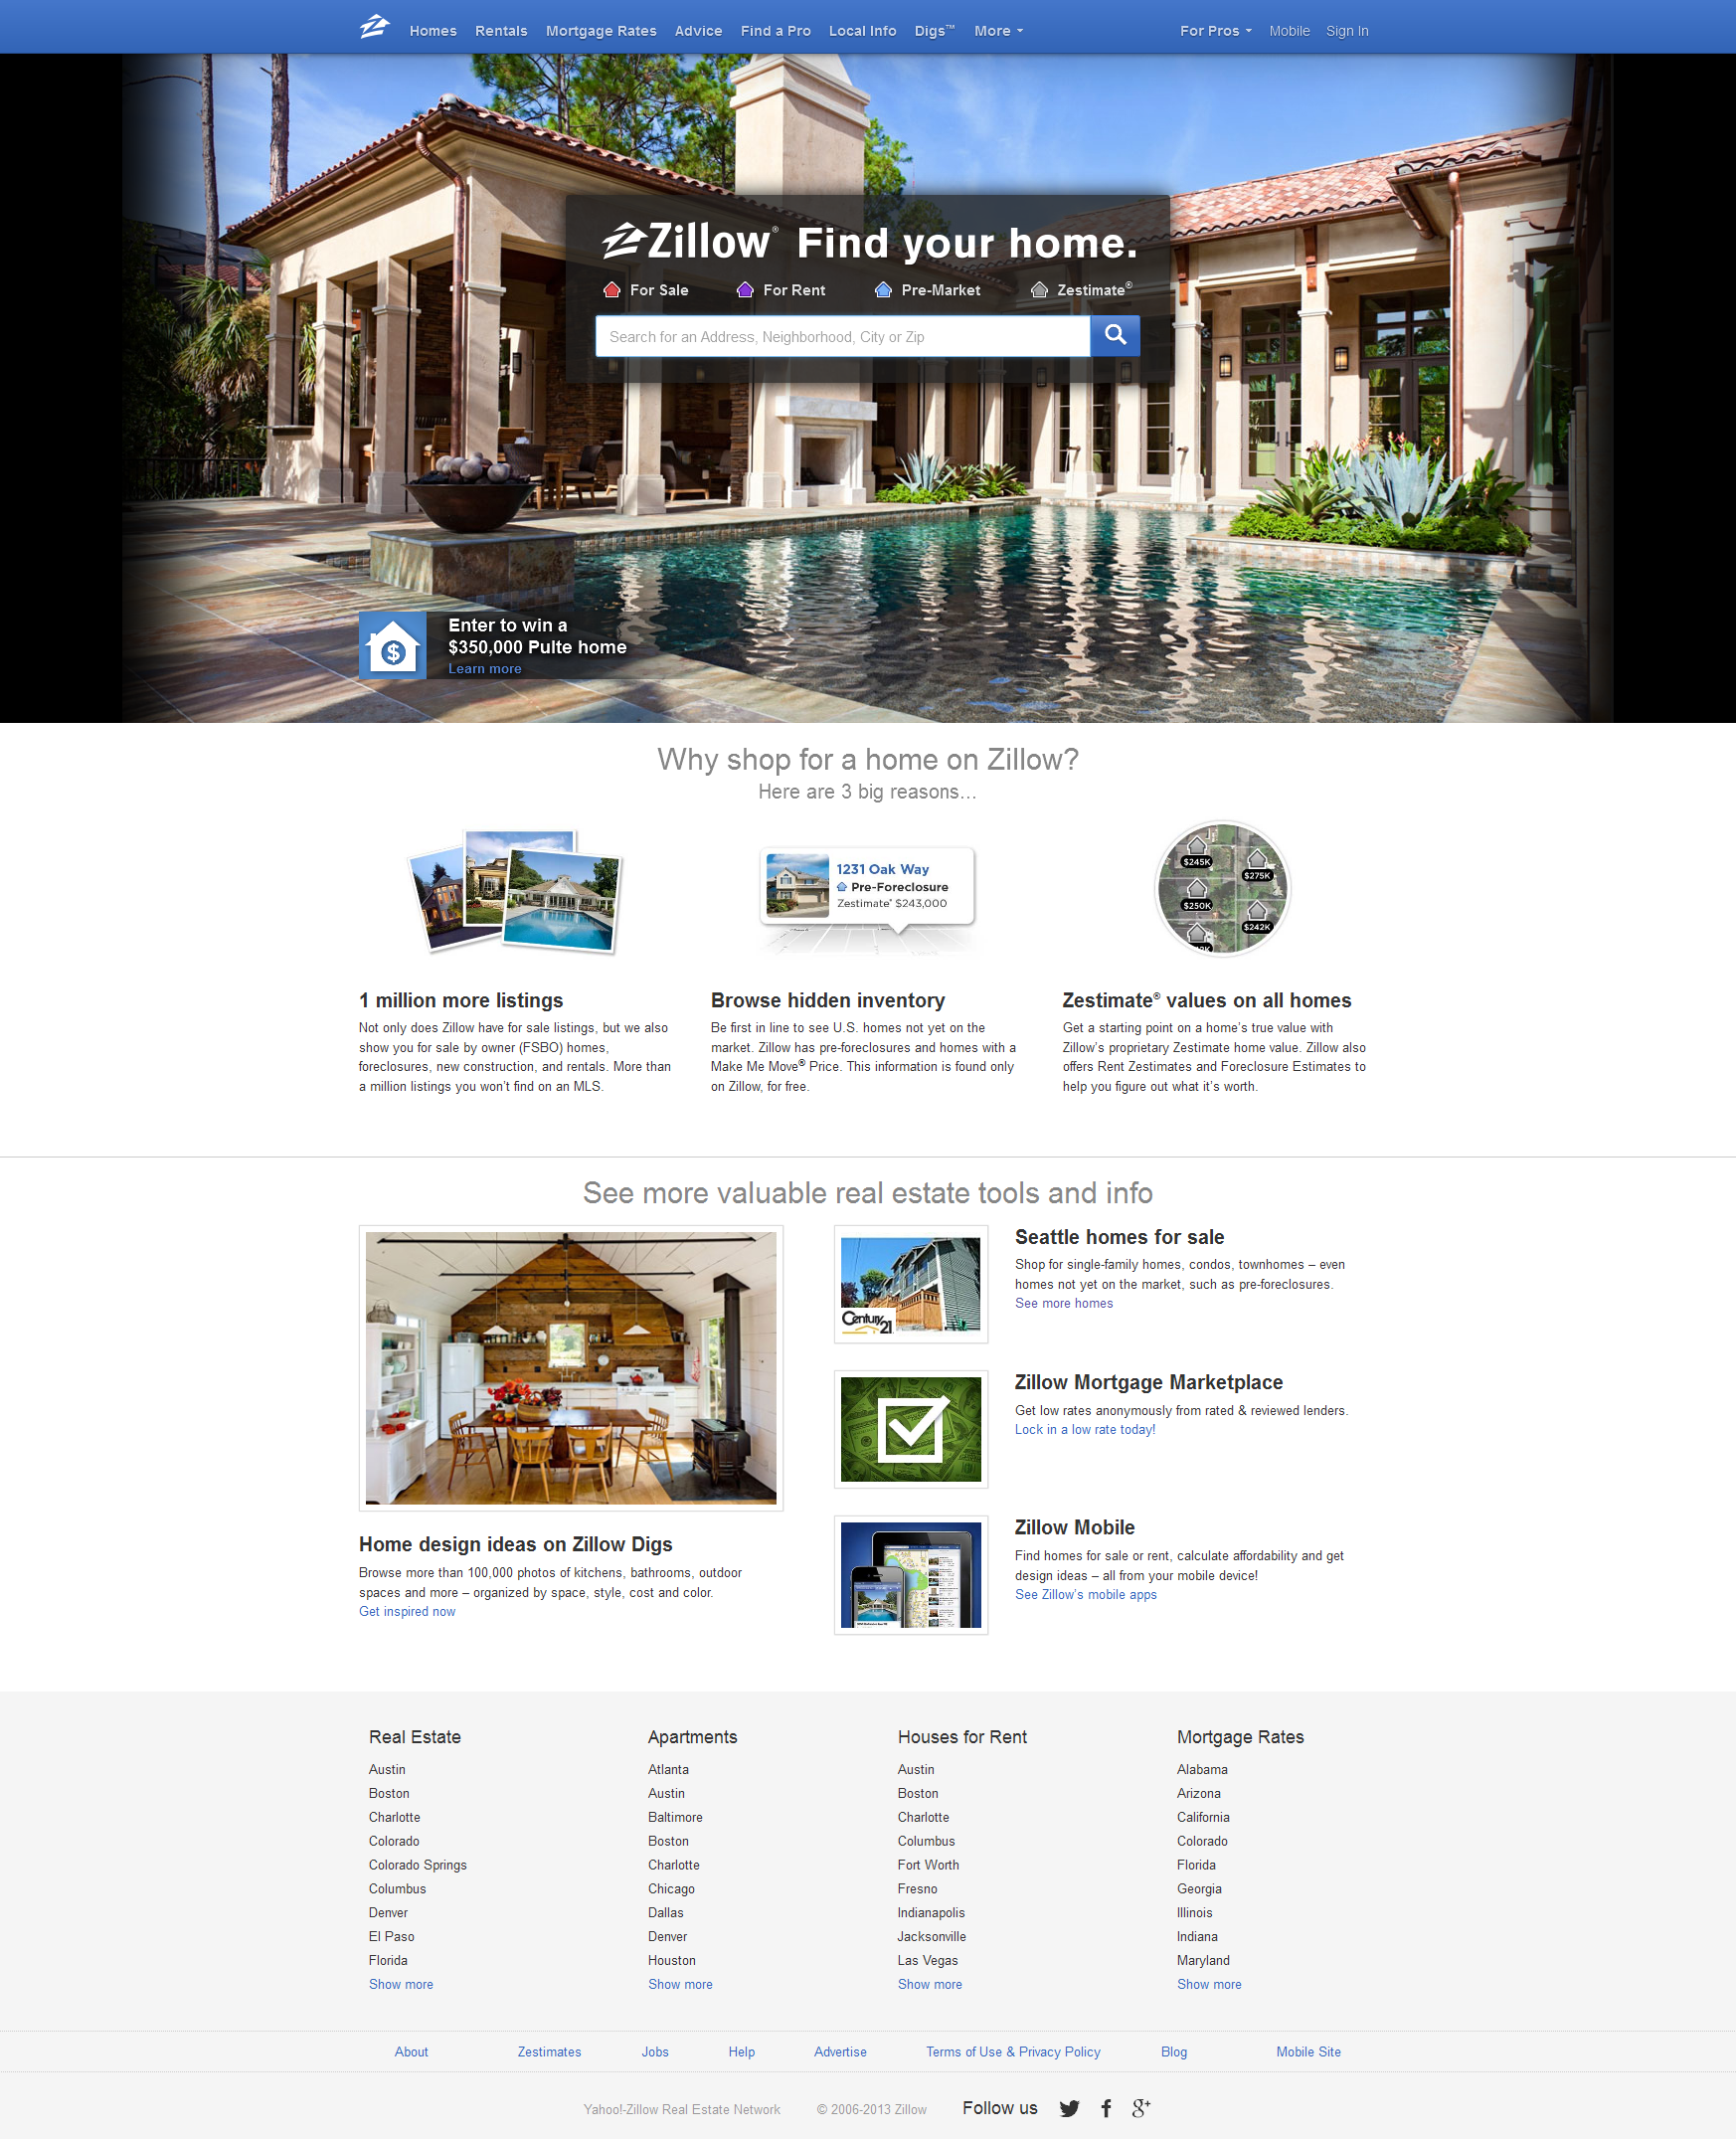 Homes Rentals Mortgage Rates Advice Find a Pro Local Info Digs™ More For Pros Mobile Sign In
Zillow® Find your home.
For Sale For Rent Pre-Market Zestimate®
Search for an Address, Neighborhood, City or Zip
Enter to win a
$350,000 Pulte home
Learn more
Why shop for a home on Zillow?
Here are 3 big reasons...
1231 Oak Way
Pre-Foreclosure
Zestimate® $243,000
$245K
$275K
$250K
$242K
1 million more listings
Not only does Zillow have for sale listings, but we also
show you for sale by owner (FSBO) homes,
foreclosures, new construction, and rentals. More than
a million listings you won't find on an MLS.
Browse hidden inventory
Be first in line to see U.S. homes not yet on the
market. Zillow has pre-foreclosures and homes with a
Make Me Move® Price. This information is found only
on Zillow, for free.
Zestimate® values on all homes
Get a starting point on a home's true value with
Zillow's proprietary Zestimate home value. Zillow also
offers Rent Zestimates and Foreclosure Estimates to
help you figure out what it's worth.
See more valuable real estate tools and info
Home design ideas on Zillow Digs
Browse more than 100,000 photos of kitchens, bathrooms, outdoor
spaces and more – organized by space, style, cost and color.
Get inspired now
Century 21
Seattle homes for sale
Shop for single-family homes, condos, townhomes – even
homes not yet on the market, such as pre-foreclosures.
See more homes
Zillow Mortgage Marketplace
Get low rates anonymously from rated & reviewed lenders.
Lock in a low rate today!
Zillow Mobile
Find homes for sale or rent, calculate affordability and get
design ideas – all from your mobile device!
See Zillow's mobile apps
Real Estate
Austin
Boston
Charlotte
Colorado
Colorado Springs
Columbus
Denver
El Paso
Florida
Show more
Apartments
Atlanta
Austin
Baltimore
Boston
Charlotte
Chicago
Dallas
Denver
Houston
Show more
Houses for Rent
Austin
Boston
Charlotte
Columbus
Fort Worth
Fresno
Indianapolis
Jacksonville
Las Vegas
Show more
Mortgage Rates
Alabama
Arizona
California
Colorado
Florida
Georgia
Illinois
Indiana
Maryland
Show more
About Zestimates Jobs Help Advertise Terms of Use & Privacy Policy Blog Mobile Site
Yahoo!-Zillow Real Estate Network © 2006-2013 Zillow Follow us